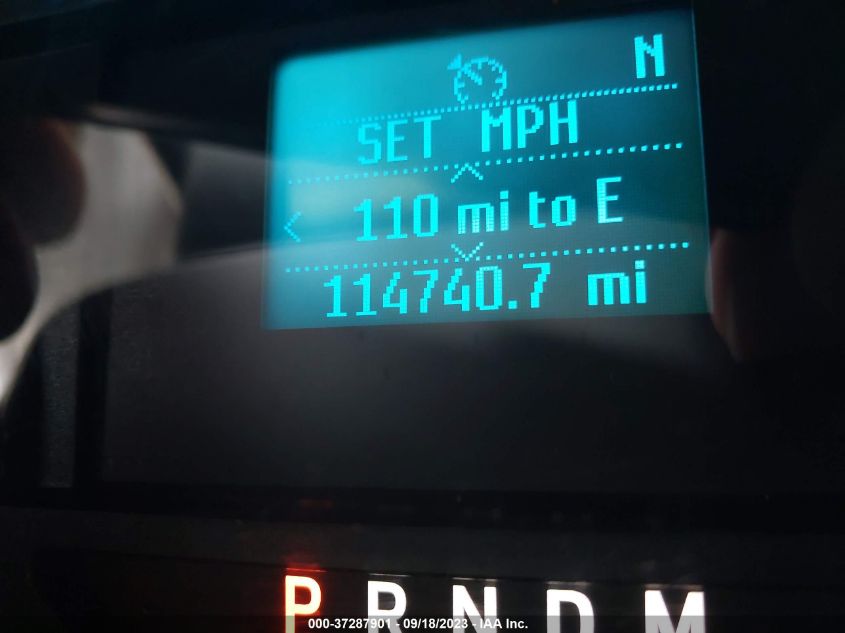 N
SET MPH
< 110 mi to E
114740.7 mi
P R N D M
000-37287901 - 09/18/2023 - IAA Inc.